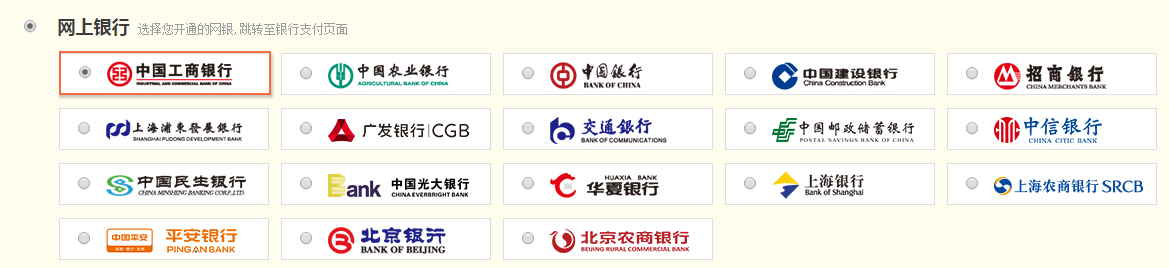 网上银行 选择您开通的网银, 跳转至银行支付页面
中国工商银行
INDUSTRIAL AND COMMERCIAL BANK OF CHINA
中国农业银行
AGRICULTURAL BANK OF CHINA
中国银行
BANK OF CHINA
中国建设银行
China Construction Bank
招商银行
CHINA MERCHANTS BANK
上海浦東發展銀行
SHANGHAI PUDONG DEVELOPMENT BANK
广发银行|CGB
交通银行
BANK OF COMMUNICATIONS
中国邮政储蓄银行
POSTAL SAVINGS BANK OF CHINA
中信银行
CHINA CITIC BANK
中国民生银行
CHINA MINSHENG BANKING CORP.,LTD.
Bank
中国光大银行
CHINA EVERBRIGHT BANK
HUAXIA BANK
华夏银行
上海银行
Bank of Shanghai
上海农商银行 SRCB
中国平安
保险·银行·投资
平安银行
PING AN BANK
北京银行
BANK OF BEIJING
北京农商银行
BEIJING RURAL COMMERCIAL BANK